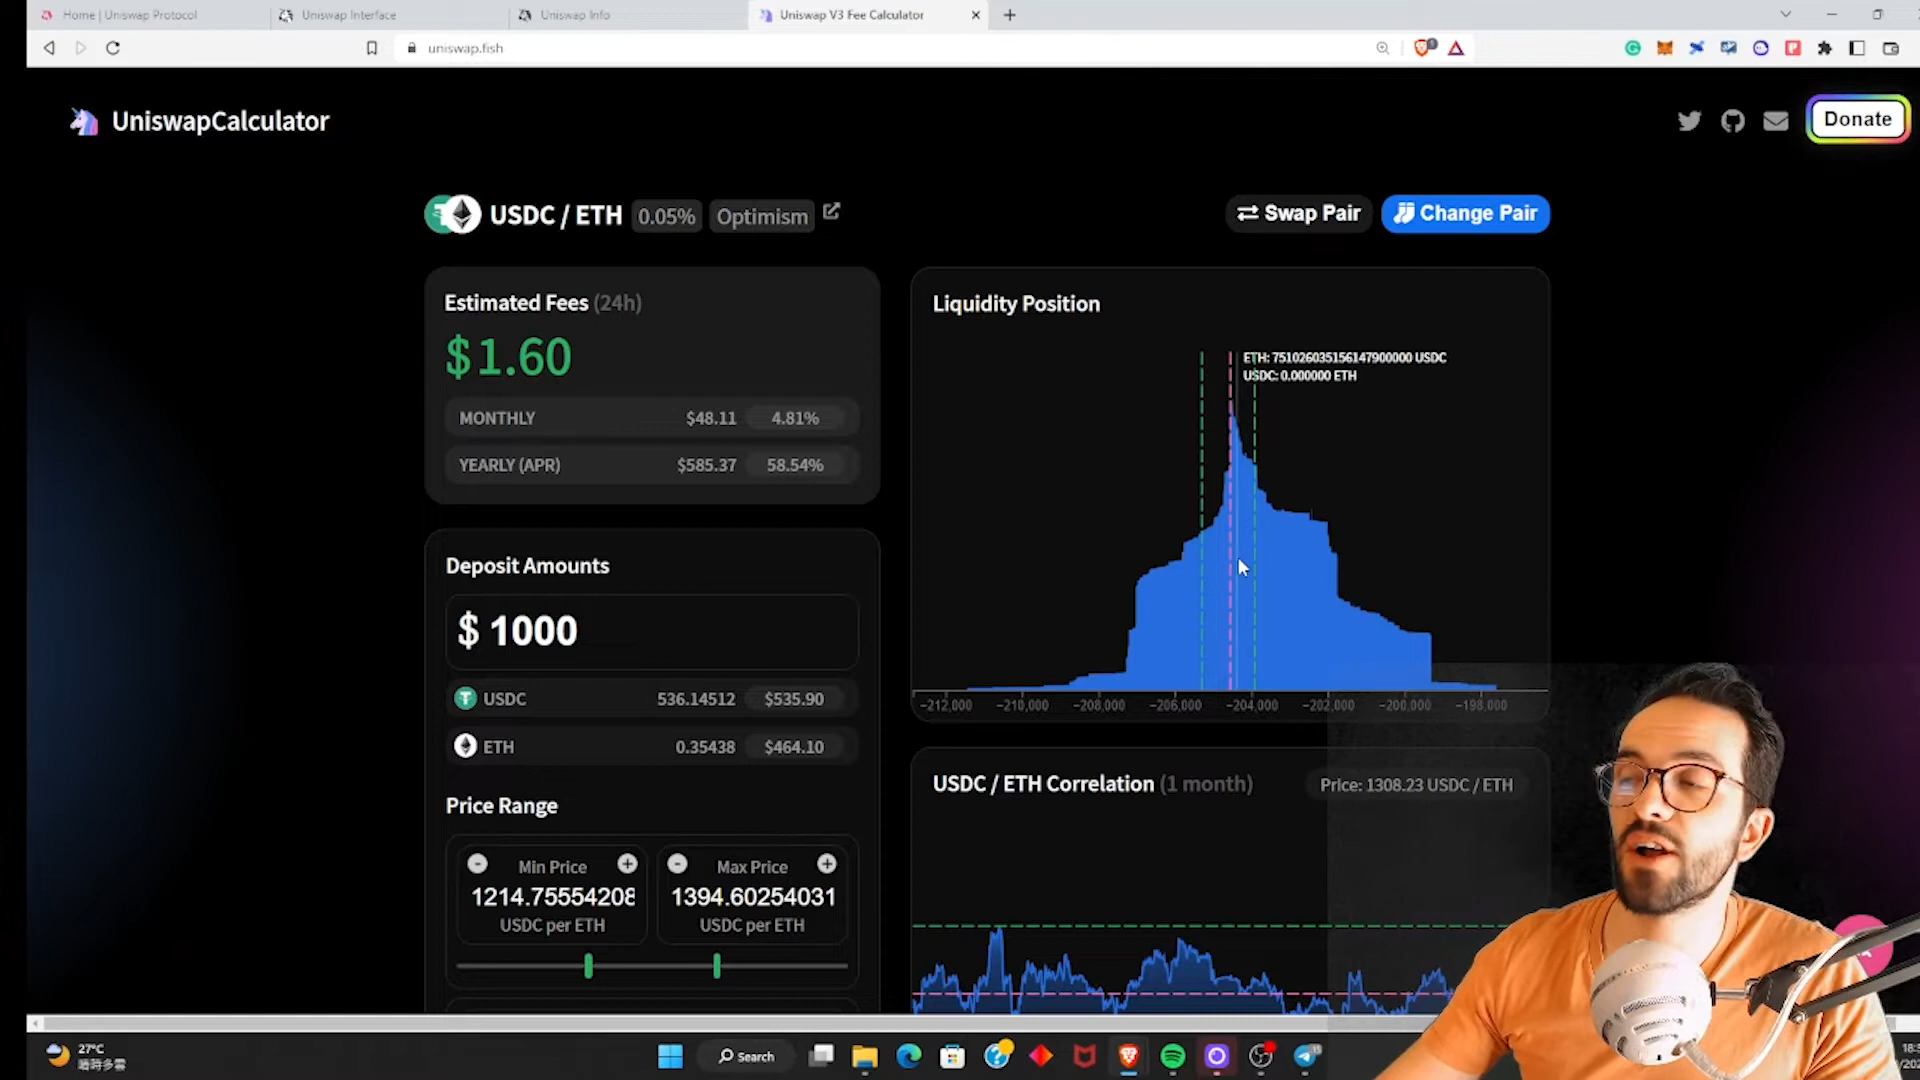 Home | Uniswap Protocol
Uniswap Interface
Uniswap Info
Uniswap V3 Fee Calculator
uniswap.fish
UniswapCalculator
Donate
USDC / ETH 0.05% Optimism
Swap Pair
Change Pair
Estimated Fees (24h)
$1.60
MONTHLY $48.11 4.81%
YEARLY (APR) $585.37 58.54%
Liquidity Position
ETH: 751026035156147900000 USDC
USDC: 0.000000 ETH
-212,000 -210,000 -208,000 -206,000 -204,000 -202,000 -200,000 -198,000
Deposit Amounts
$ 1000
USDC 536.14512 $535.90
ETH 0.35438 $464.10
Price Range
Min Price
1214.75554208
USDC per ETH
Max Price
1394.60254031
USDC per ETH
USDC / ETH Correlation (1 month)
Price: 1308.23 USDC / ETH
27°C
Search